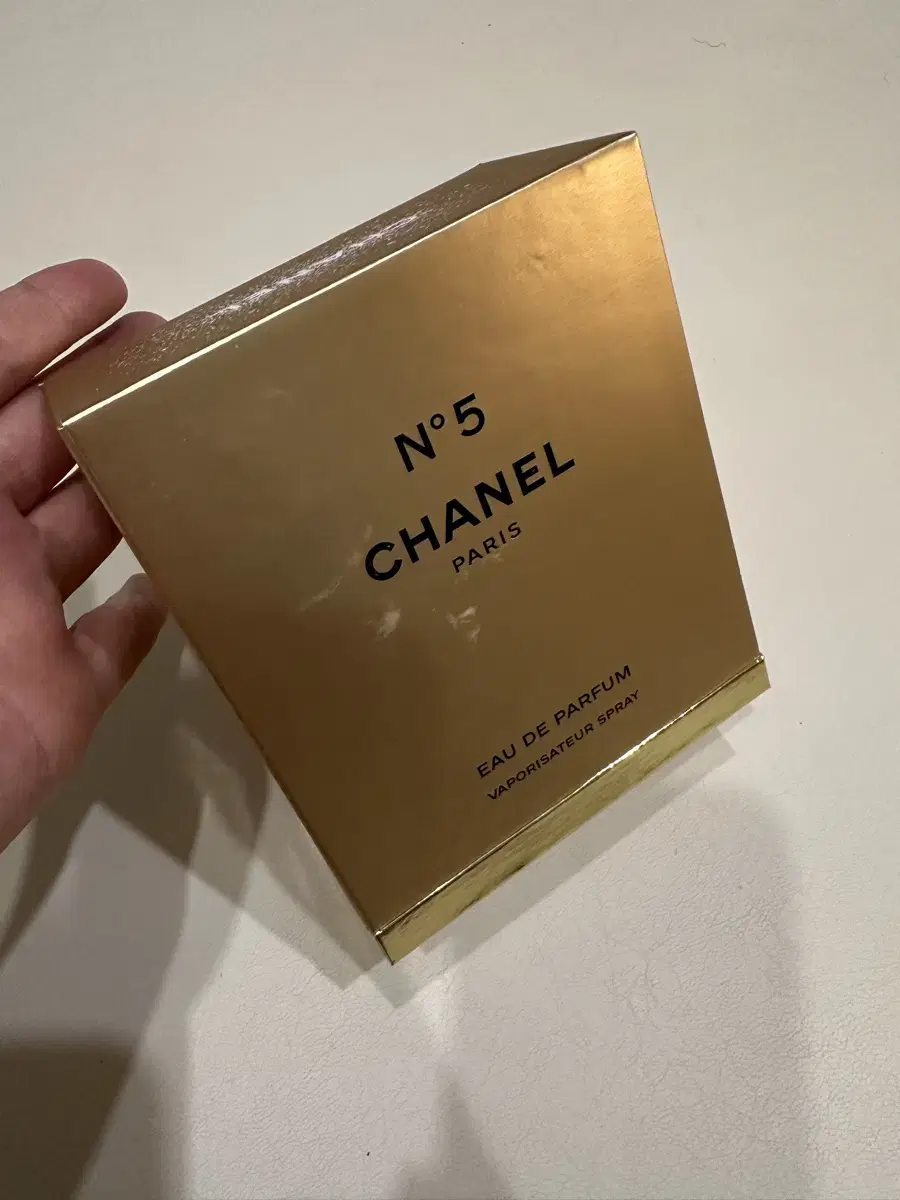 N° 5
CHANEL
PARIS
EAU DE PARFUM
VAPORISATEUR SPRAY